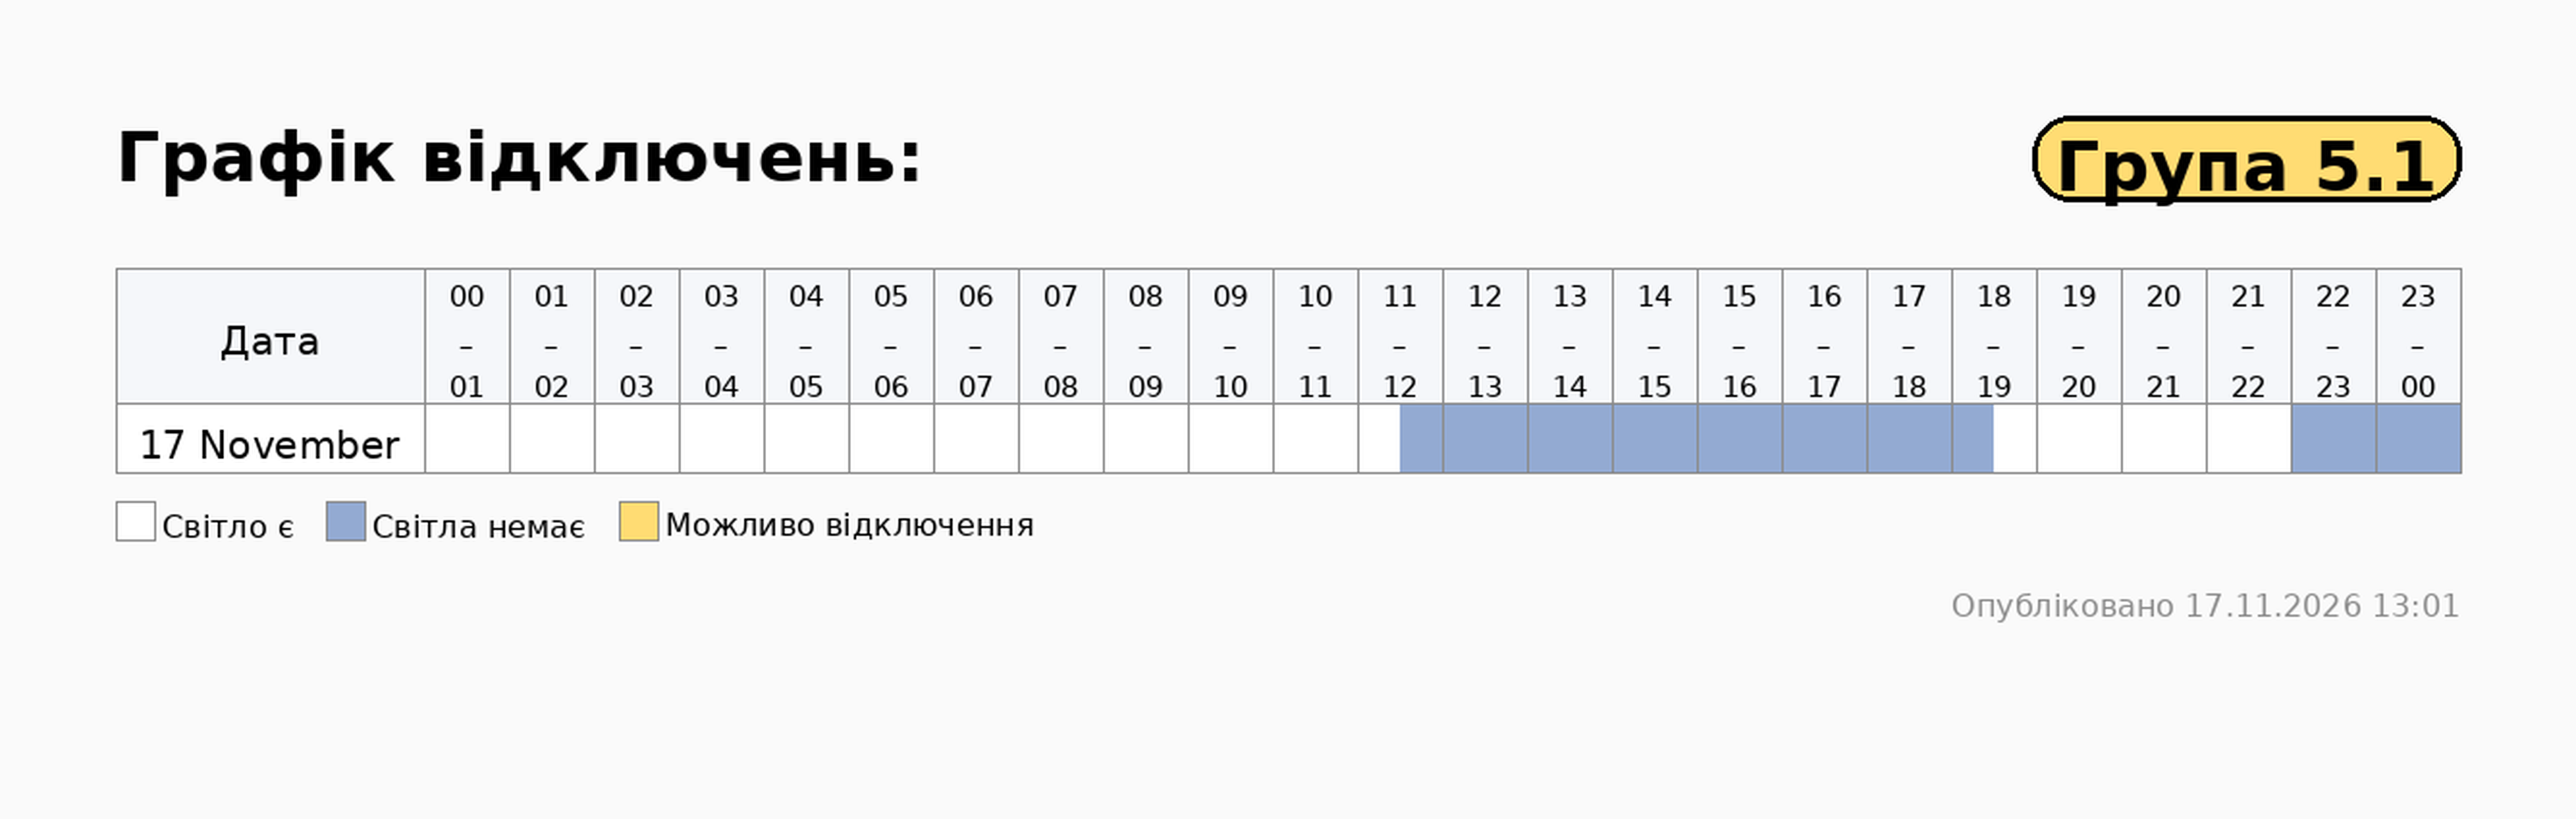 Графік відключень:
Група 5.1
Дата
00 01 02 03 04 05 06 07 08 09 10 11 12 13 14 15 16 17 18 19 20 21 22 23
– – – – – – – – – – – – – – – – – – – – – – – –
01 02 03 04 05 06 07 08 09 10 11 12 13 14 15 16 17 18 19 20 21 22 23 00
17 November
Світло є Світла немає Можливо відключення
Опубліковано 17.11.2026 13:01